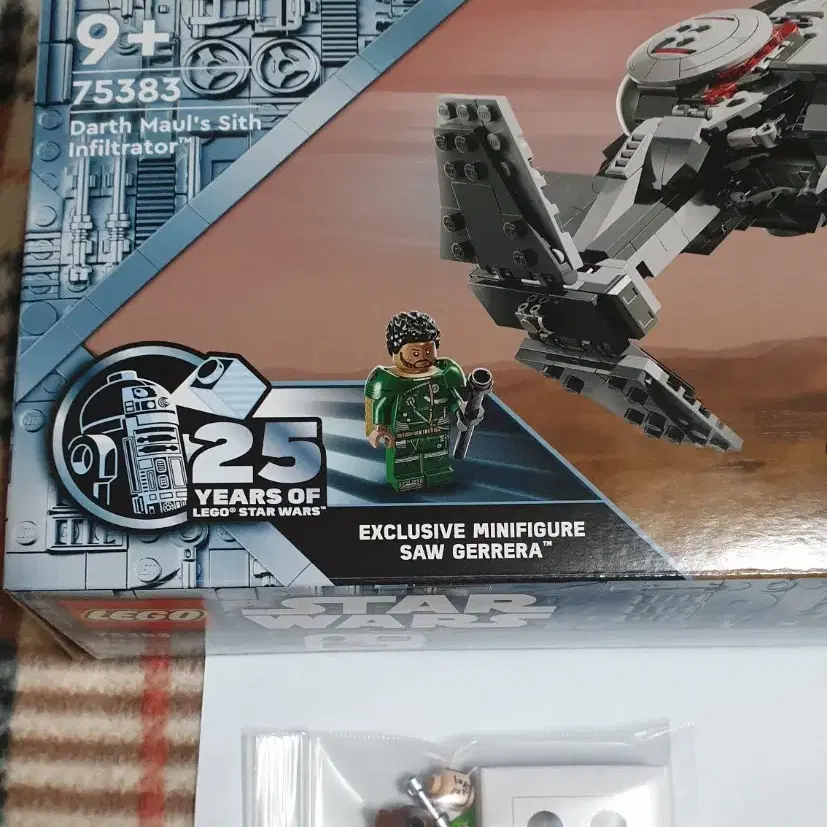 9+
75383
Darth Maul's Sith
Infiltrator™
25
YEARS OF
LEGO® STAR WARS™
EXCLUSIVE MINIFIGURE
SAW GERRERA™
LEGO
STAR
WARS